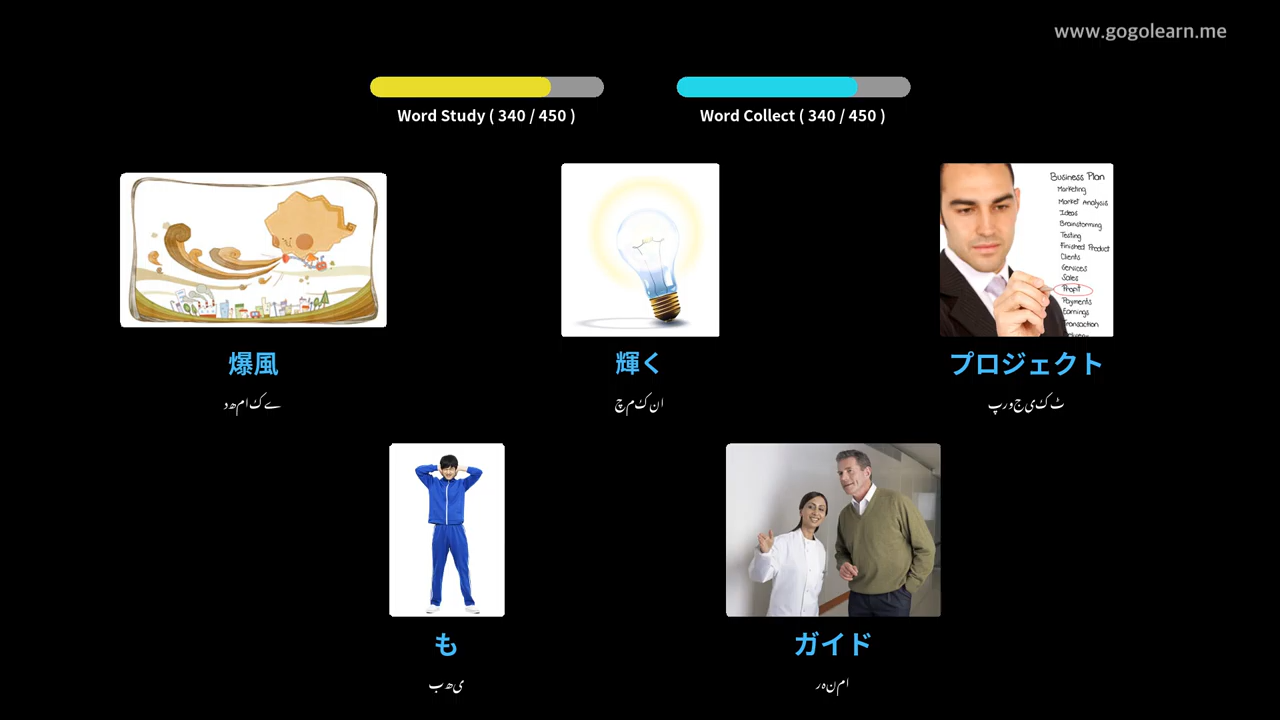 www.gogolearn.me
Word Study ( 340 / 450 )
Word Collect ( 340 / 450 )
Business Plan
Marketing
Market Analysis
Ideas
Brainstorming
Testing
Finished Product
Clients
Services
Sales
Profit
Payments
Earnings
Transaction
爆風
輝く
プロジェクト
دھماکے
چمکنا
پروجیکٹ
も
ガイド
بھی
رہنما